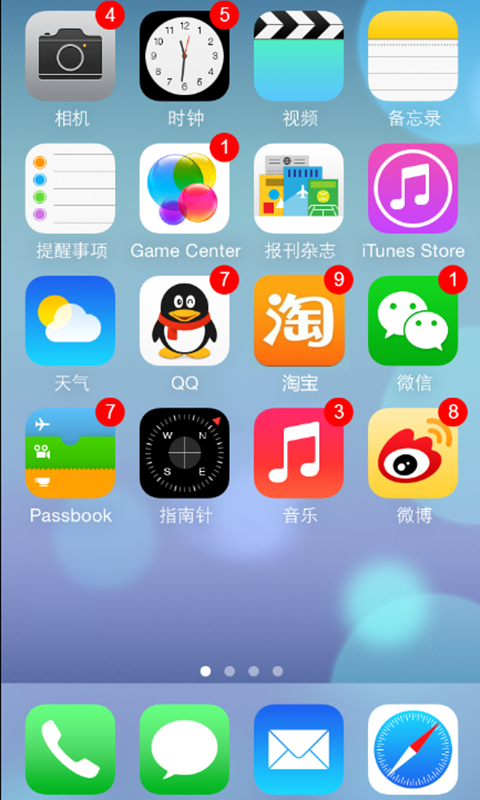 4
5
相机
时钟
视频
备忘录
1
提醒事项
Game Center
报刊杂志
iTunes Store
7
9
淘
1
天气
QQ
淘宝
微信
7
W N
S E
3
8
Passbook
指南针
音乐
微博